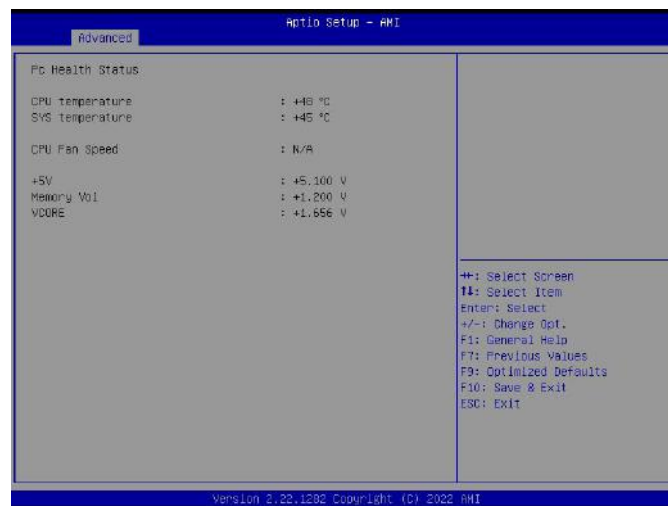 Aptio Setup - AMI
Advanced
Pc Health Status
CPU temperature : +48 °C
SYS temperature : +45 °C
CPU Fan Speed : N/A
+5V : +5.100 V
Memory Vol : +1.200 V
VCORE : +1.656 V
→←: Select Screen
↑↓: Select Item
Enter: Select
+/-: Change Opt.
F1: General Help
F7: Previous Values
F9: Optimized Defaults
F10: Save & Exit
ESC: Exit
Version 2.22.1282 Copyright (C) 2022 AMI